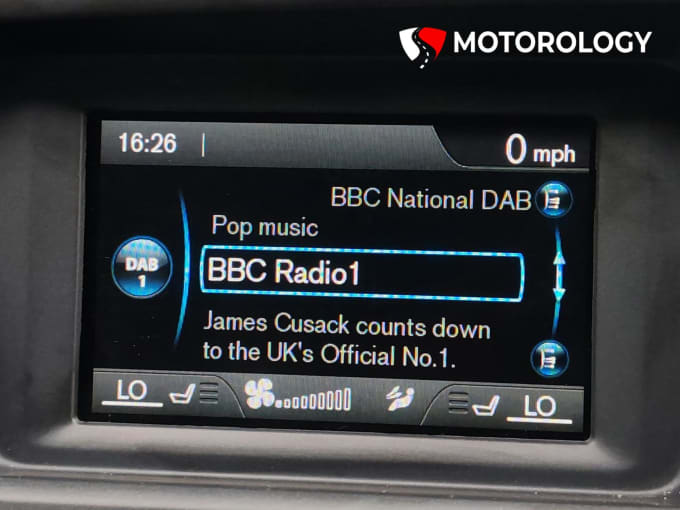 MOTOROLOGY
16:26
0 mph
BBC National DAB
Pop music
DAB
1
BBC Radio1
James Cusack counts down
to the UK's Official No.1.
LO
LO